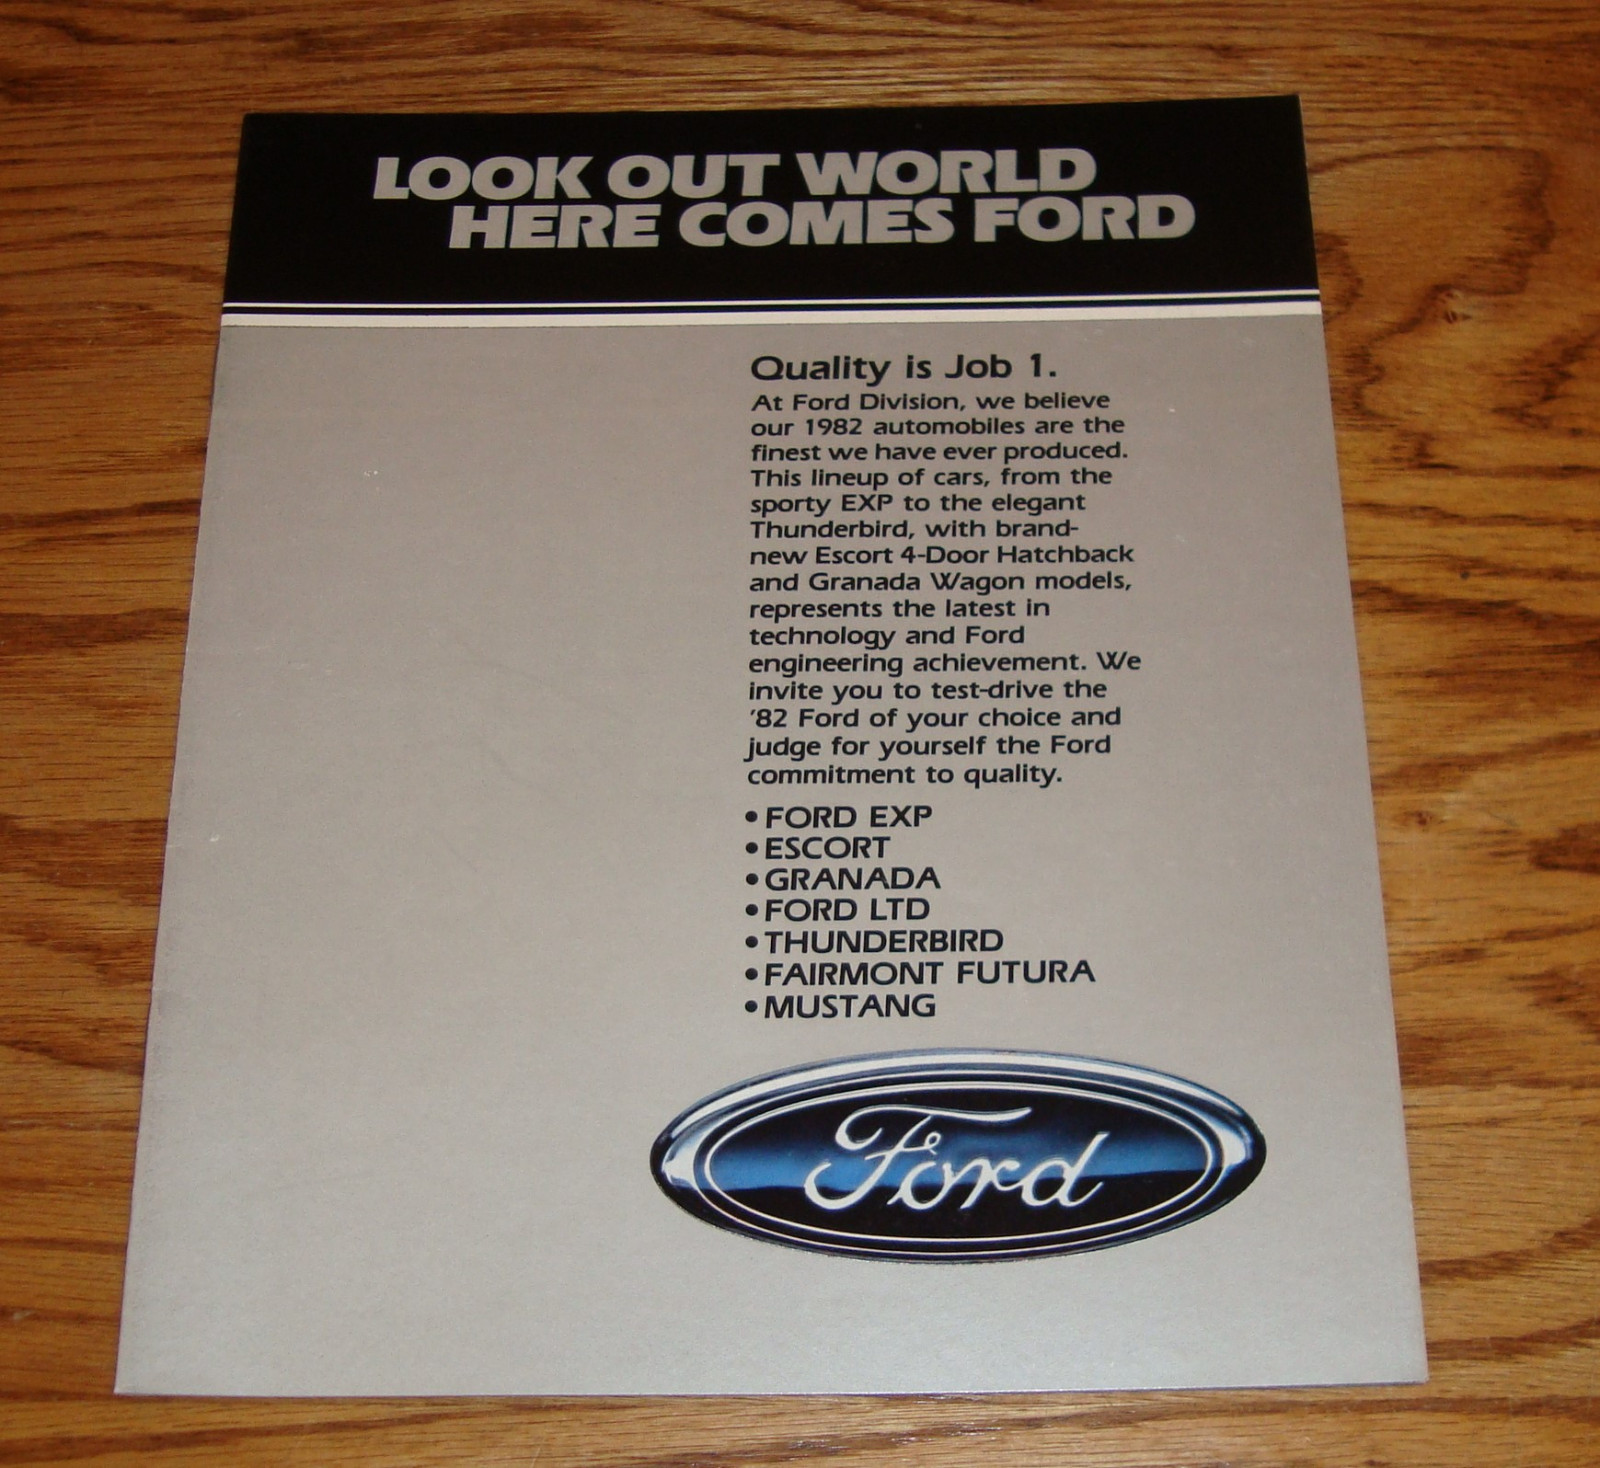 LOOK OUT WORLD
HERE COMES FORD
Quality is Job 1.
At Ford Division, we believe
our 1982 automobiles are the
finest we have ever produced.
This lineup of cars, from the
sporty EXP to the elegant
Thunderbird, with brand-
new Escort 4-Door Hatchback
and Granada Wagon models,
represents the latest in
technology and Ford
engineering achievement. We
invite you to test-drive the
'82 Ford of your choice and
judge for yourself the Ford
commitment to quality.
• FORD EXP
• ESCORT
• GRANADA
• FORD LTD
• THUNDERBIRD
• FAIRMONT FUTURA
• MUSTANG
Ford